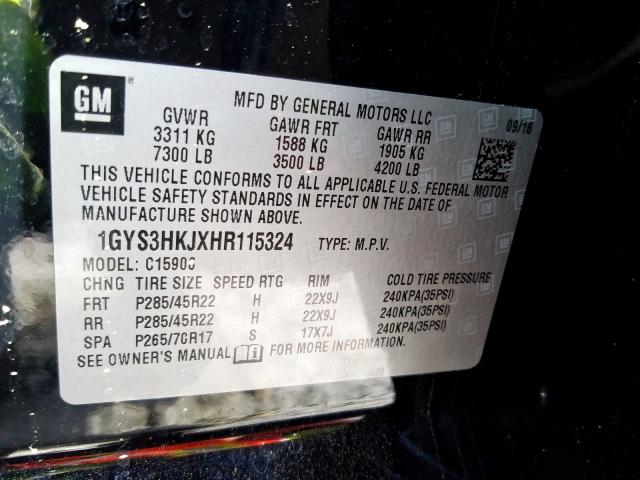 GM
MFD BY GENERAL MOTORS LLC
09/16
GVWR GAWR FRT GAWR RR
3311 KG 1588 KG 1905 KG
7300 LB 3500 LB 4200 LB
THIS VEHICLE CONFORMS TO ALL APPLICABLE U.S. FEDERAL MOTOR
VEHICLE SAFETY STANDARDS IN EFFECT ON THE DATE OF
MANUFACTURE SHOWN ABOVE.
1GYS3HKJXHR115324 TYPE: M.P.V.
MODEL: C15906
CHNG TIRE SIZE SPEED RTG RIM COLD TIRE PRESSURE
FRT P285/45R22 H 22X9J 240KPA(35PSI)
RR P285/45R22 H 22X9J 240KPA(35PSI)
SPA P265/70R17 S 17X7J 240KPA(35PSI)
SEE OWNER'S MANUAL FOR MORE INFORMATION.